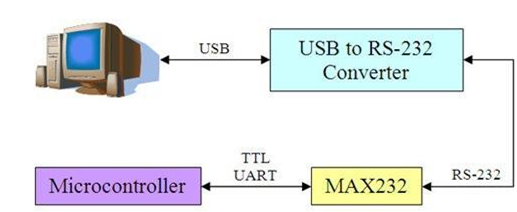 USB
USB to RS-232
Converter
Microcontroller
TTL
UART
MAX232
RS-232